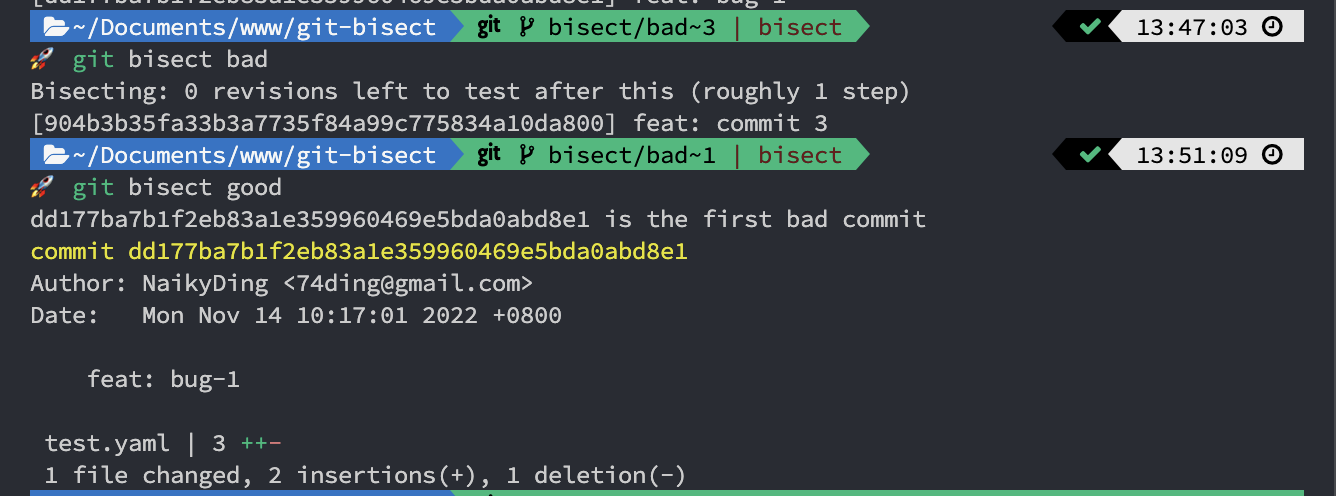 [dd177ba7b1f2eb83a1e359960469e5bda0abd8e1] feat: bug-1
~/Documents/www/git-bisect git bisect/bad~3 | bisect ✔ 13:47:03
🚀 git bisect bad
Bisecting: 0 revisions left to test after this (roughly 1 step)
[904b3b35fa33b3a7735f84a99c775834a10da800] feat: commit 3
~/Documents/www/git-bisect git bisect/bad~1 | bisect ✔ 13:51:09
🚀 git bisect good
dd177ba7b1f2eb83a1e359960469e5bda0abd8e1 is the first bad commit
commit dd177ba7b1f2eb83a1e359960469e5bda0abd8e1
Author: NaikyDing <74ding@gmail.com>
Date:   Mon Nov 14 10:17:01 2022 +0800
feat: bug-1
test.yaml | 3 ++-
1 file changed, 2 insertions(+), 1 deletion(-)